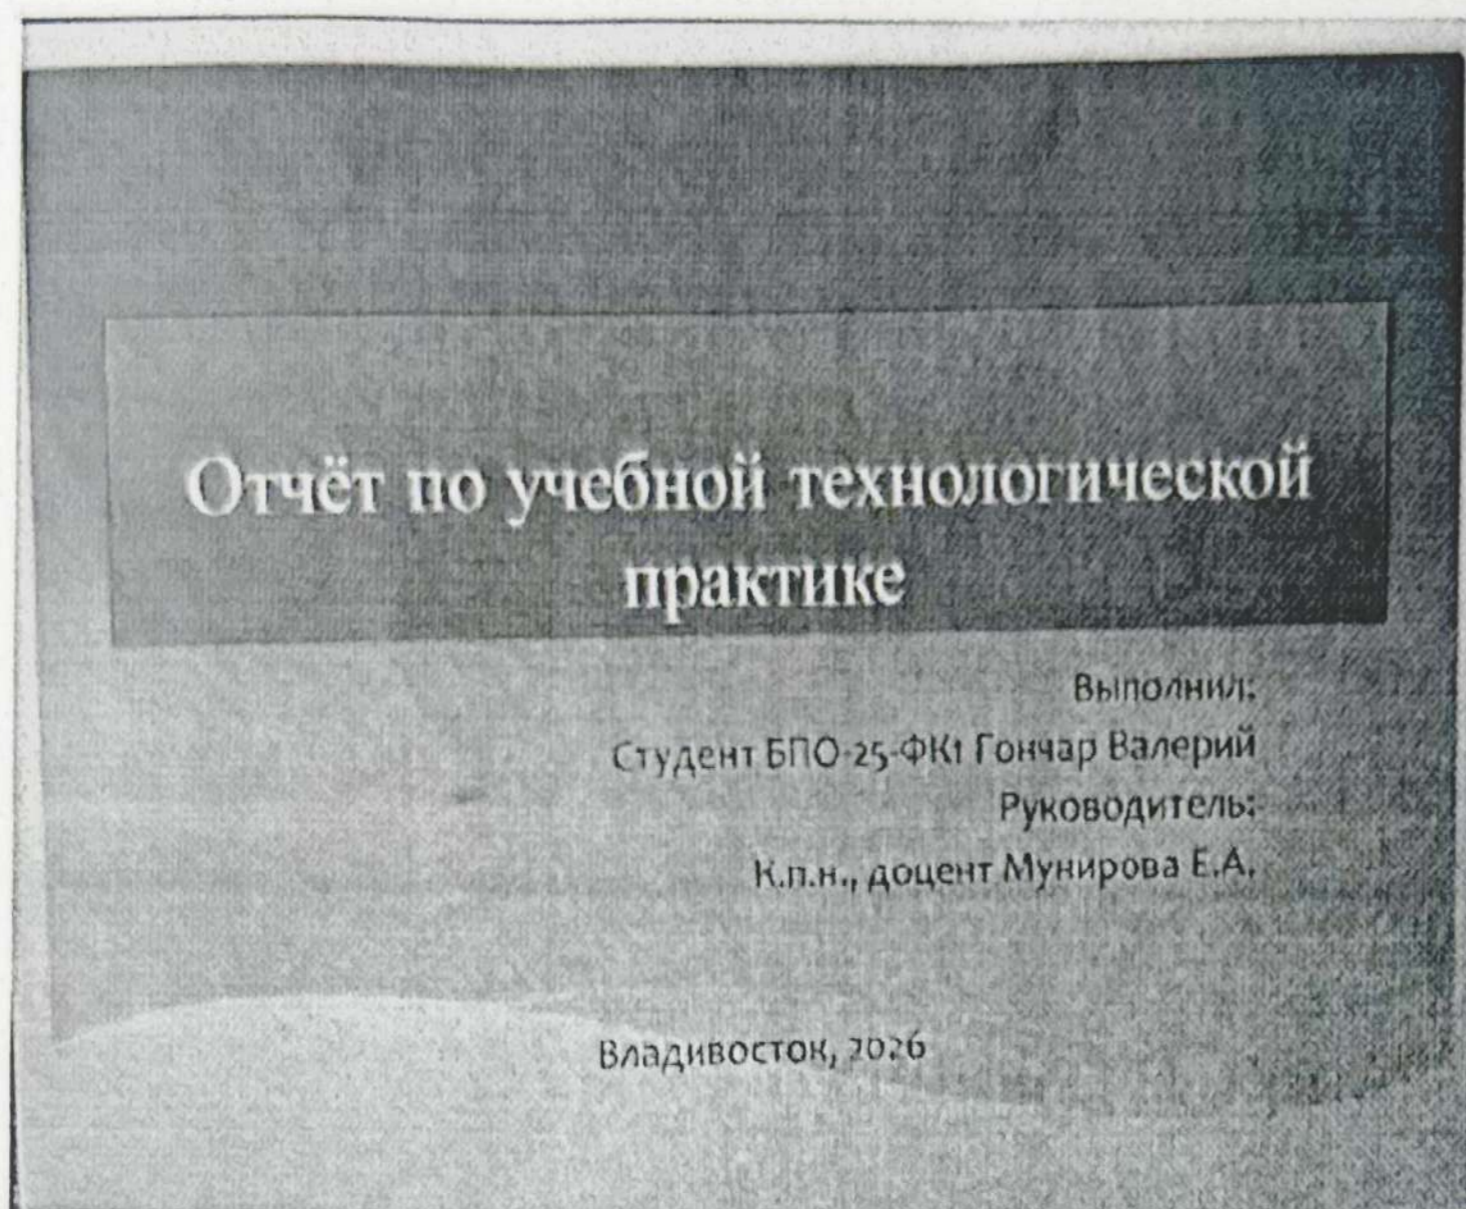 Отчёт по учебной технологической
практике
Выполнил:
Студент БПО-25-ФК1 Гончар Валерий
Руководитель:
К.п.н., доцент Мунирова Е.А.
Владивосток, 2026